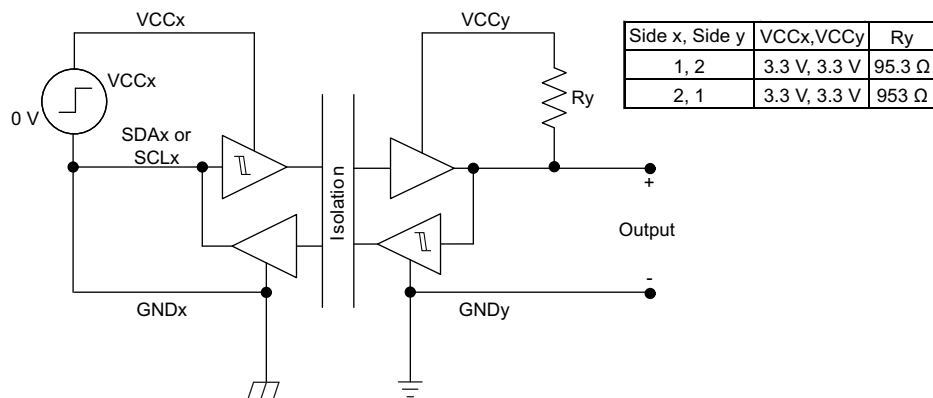 VCCx
VCCy
VCCx
0 V
SDAx or
SCLx
Isolation
Ry
+
Output
-
GNDx
GNDy
Side x, Side y VCCx,VCCy Ry
1, 2 3.3 V, 3.3 V 95.3 Ω
2, 1 3.3 V, 3.3 V 953 Ω